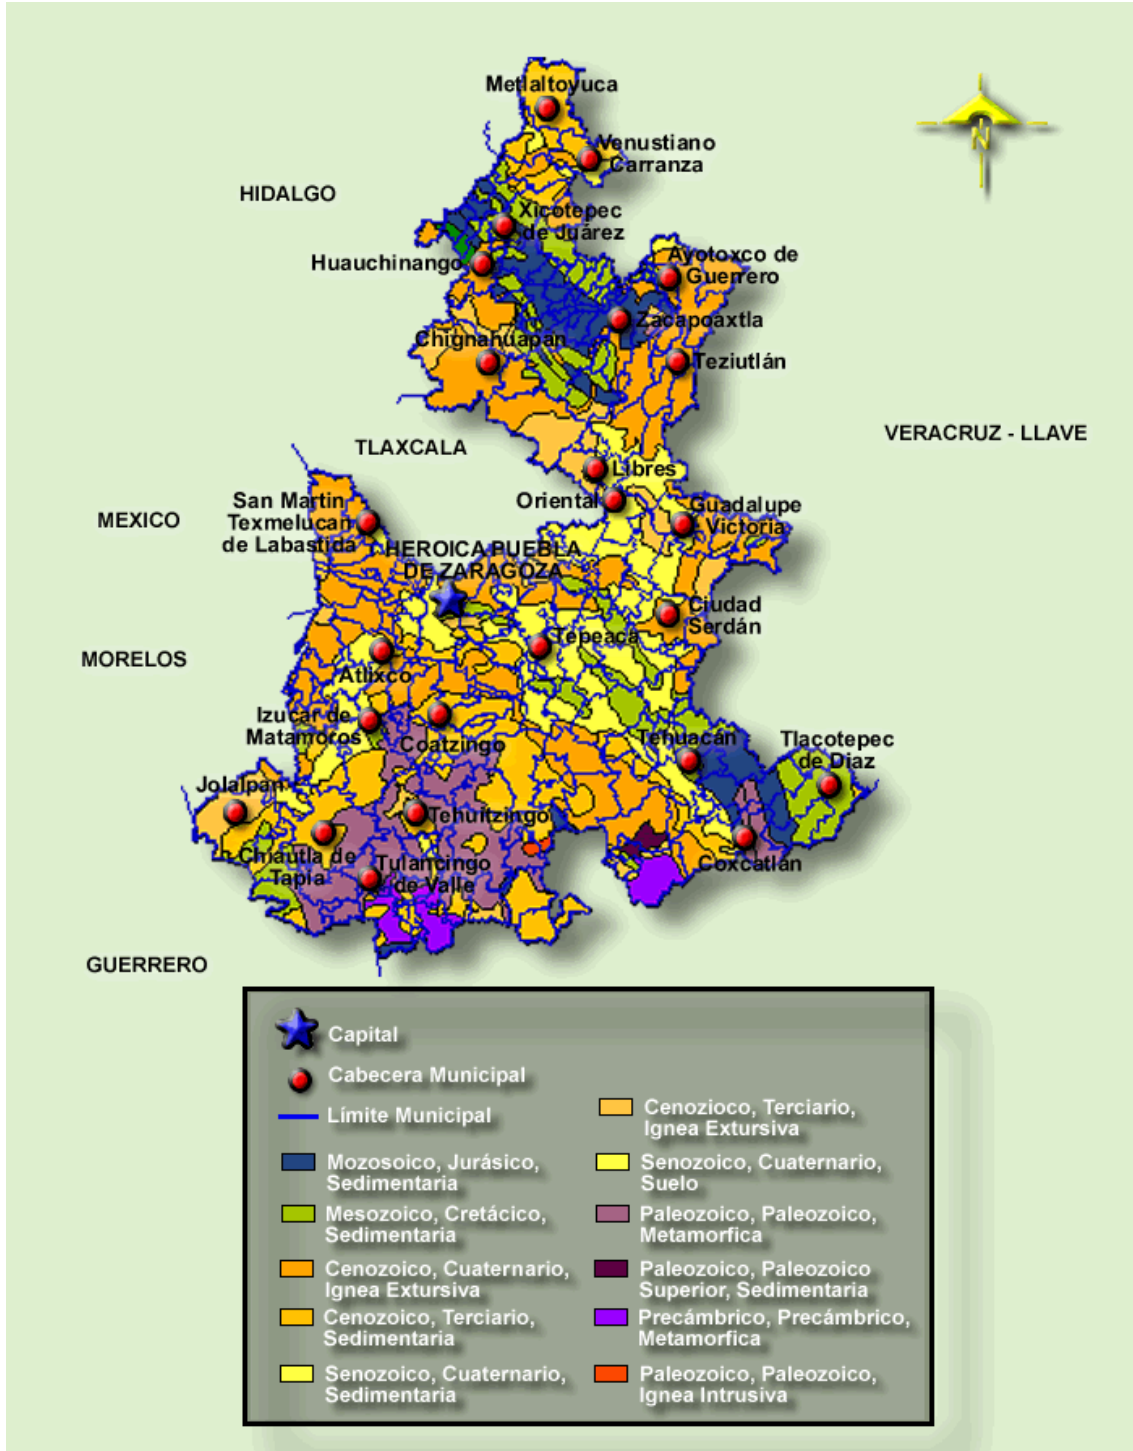 Metlaltoyuca
Venustiano
Carranza
HIDALGO
N
Xicotepec
de Juárez
Huauchinango
Ayotoxco de
Guerrero
Zacapoaxtla
Chignahuapan
Teziutlán
VERACRUZ - LLAVE
TLAXCALA
Libres
San Martin
Texmelucan
de Labastida
Oriental
Guadalupe
Victoria
MEXICO
HEROICA PUEBLA
DE ZARAGOZA
Ciudad
Serdán
Tepeaca
MORELOS
Atlixco
Izucar de
Matamoros
Coatzingo
Tehuacán
Tlacotepec
de Diaz
Jolalpan
Tehuitzingo
Chiautla de
Tapia
Tulancingo
de Valle
Coxcatlán
GUERRERO
Capital
Cabecera Municipal
Límite Municipal
Mozosoico, Jurásico,
Sedimentaria
Mesozoico, Cretácico,
Sedimentaria
Cenozoico, Cuaternario,
Ignea Extursiva
Cenozoico, Terciario,
Sedimentaria
Senozoico, Cuaternario,
Sedimentaria
Cenozioco, Terciario,
Ignea Extursiva
Senozoico, Cuaternario,
Suelo
Paleozoico, Paleozoico,
Metamorfica
Paleozoico, Paleozoico
Superior, Sedimentaria
Precámbrico, Precámbrico,
Metamorfica
Paleozoico, Paleozoico,
Ignea Intrusiva